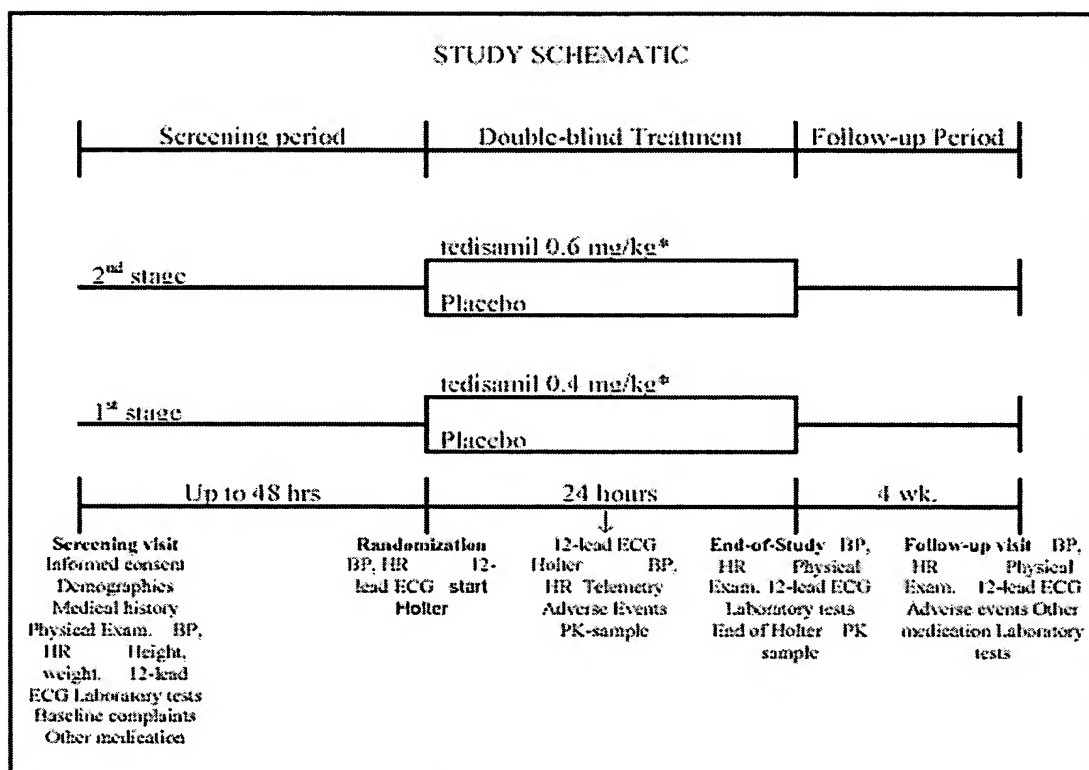 STUDY SCHEMATIC
Screening period
Double-blind Treatment
Follow-up Period
tedisamil 0.6 mg/kg*
2nd stage
Placebo
tedisamil 0.4 mg/kg*
1st stage
Placebo
Up to 48 hrs
24 hours
4 wk.
Screening visit
Informed consent
Demographics
Medical history
Physical Exam. BP,
HR Height,
weight. 12-lead
ECG Laboratory tests
Baseline complaints
Other medication
Randomization
BP, HR 12-
lead ECG start
Holter
12-lead ECG
Holter BP,
HR Telemetry
Adverse Events
PK-sample
End-of-Study BP,
HR Physical
Exam. 12-lead ECG
Laboratory tests
End of Holter PK
sample
Follow-up visit BP,
HR Physical
Exam. 12-lead ECG
Adverse events Other
medication Laboratory
tests